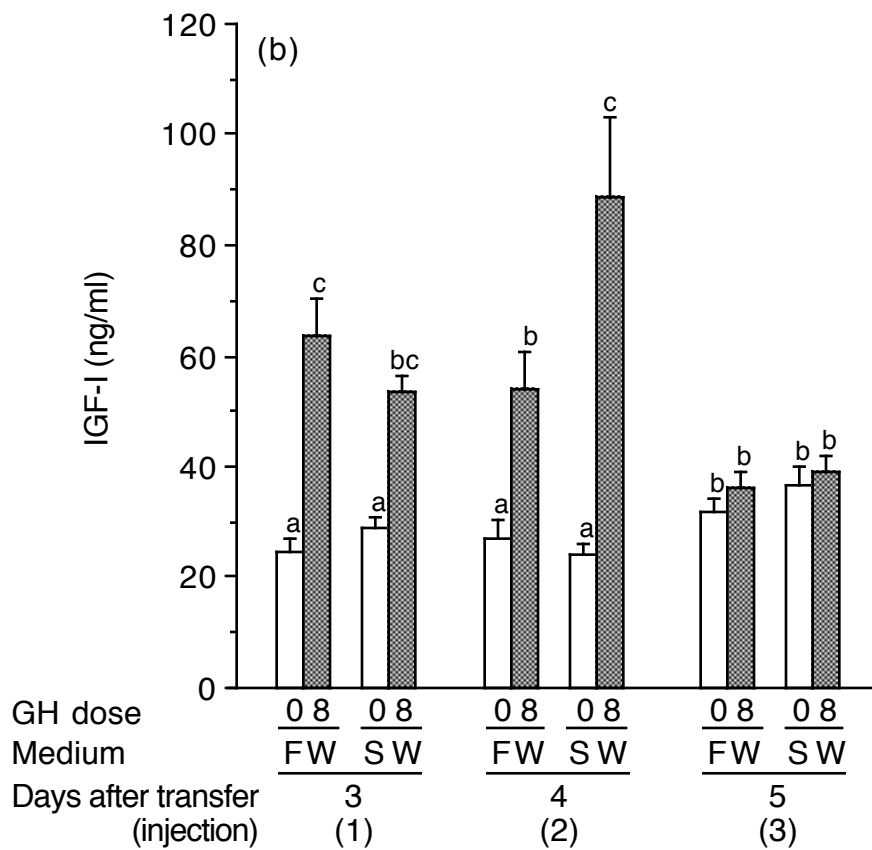 120
(b)
100
80
60
40
20
0
IGF-I (ng/ml)
c
bc
a
a
b
c
a
a
b
b
b
b
GH dose 0 8 0 8 0 8 0 8 0 8 0 8
Medium FW SW FW SW FW SW
Days after transfer 3 4 5
(injection) (1) (2) (3)